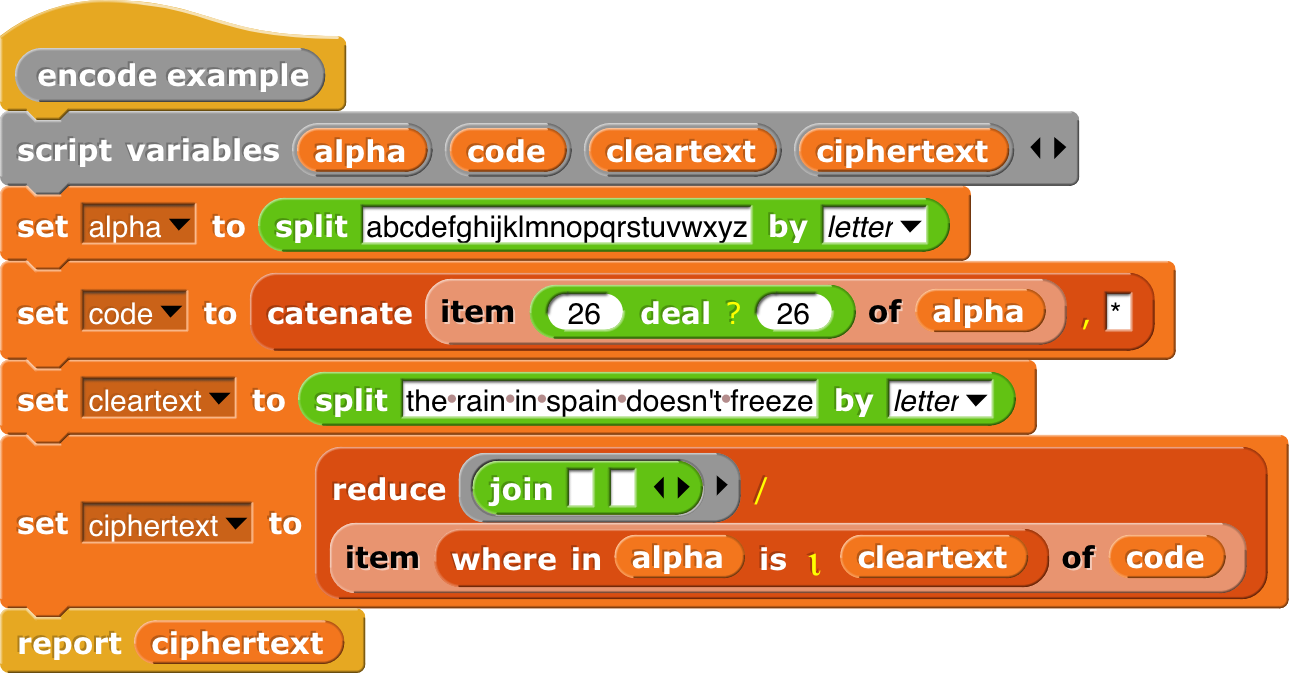 encode example
script variables alpha code cleartext ciphertext
set alpha to split abcdefghijklmnopqrstuvwxyz by letter
set code to catenate item 26 deal ? 26 of alpha , *
set cleartext to split the•rain•in•spain•doesn't•freeze by letter
reduce join /
set ciphertext to
item where in alpha is ɩ cleartext of code
report ciphertext